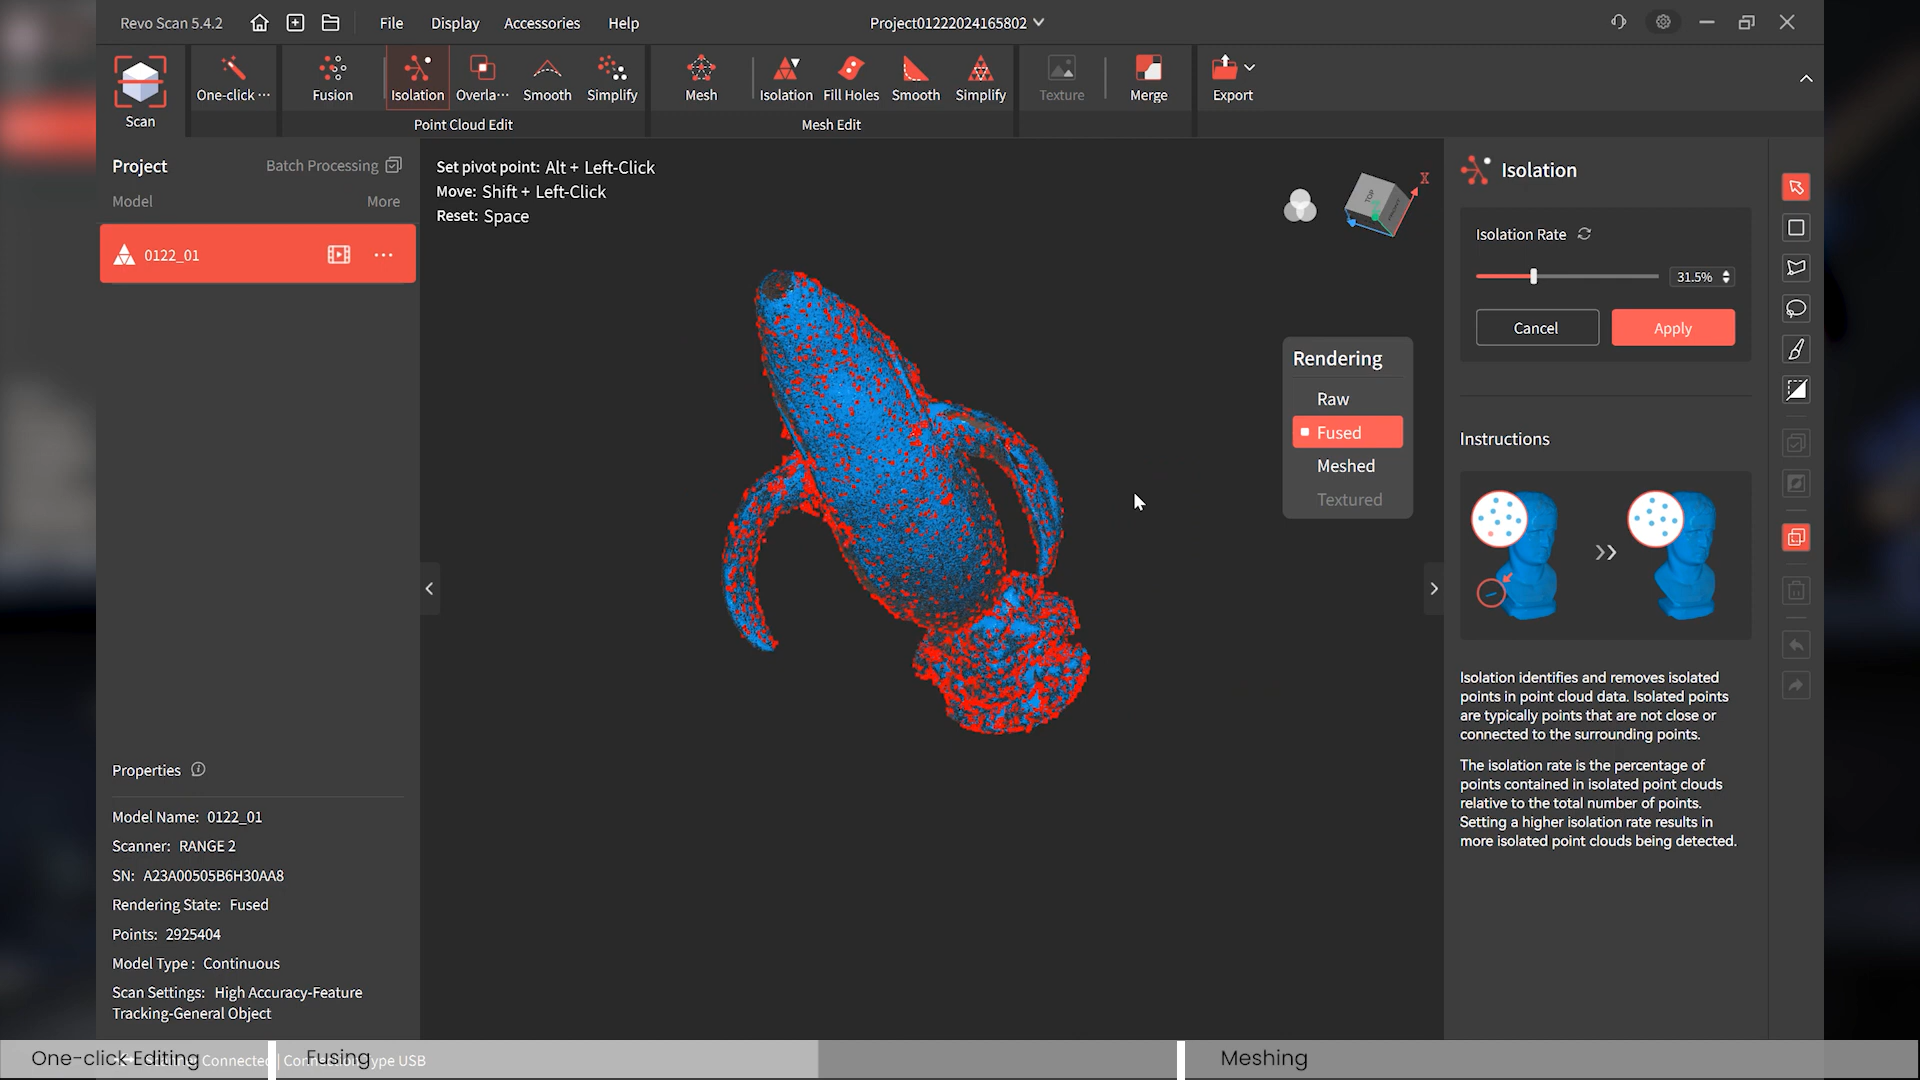 Revo Scan 5.4.2
File
Display
Accessories
Help
Project01222024165802
Scan
One-click ···
Fusion
Isolation
Overla···
Smooth
Simplify
Point Cloud Edit
Mesh
Isolation
Fill Holes
Smooth
Simplify
Mesh Edit
Texture
Merge
Export
Project
Batch Processing
Model
More
0122_01
Set pivot point: Alt + Left-Click
Move: Shift + Left-Click
Reset: Space
TOP
X
Rendering
Raw
Fused
Meshed
Textured
Isolation
Isolation Rate
31.5%
Cancel
Apply
Instructions
Isolation identifies and removes isolated
points in point cloud data. Isolated points
are typically points that are not close or
connected to the surrounding points.
The isolation rate is the percentage of
points contained in isolated point clouds
relative to the total number of points.
Setting a higher isolation rate results in
more isolated point clouds being detected.
Properties
Model Name: 0122_01
Scanner: RANGE 2
SN: A23A00505B6H30AA8
Rendering State: Fused
Points: 2925404
Model Type : Continuous
Scan Settings: High Accuracy-Feature
Tracking-General Object
One-click Editing
Connected
Fusing
Type USB
Meshing